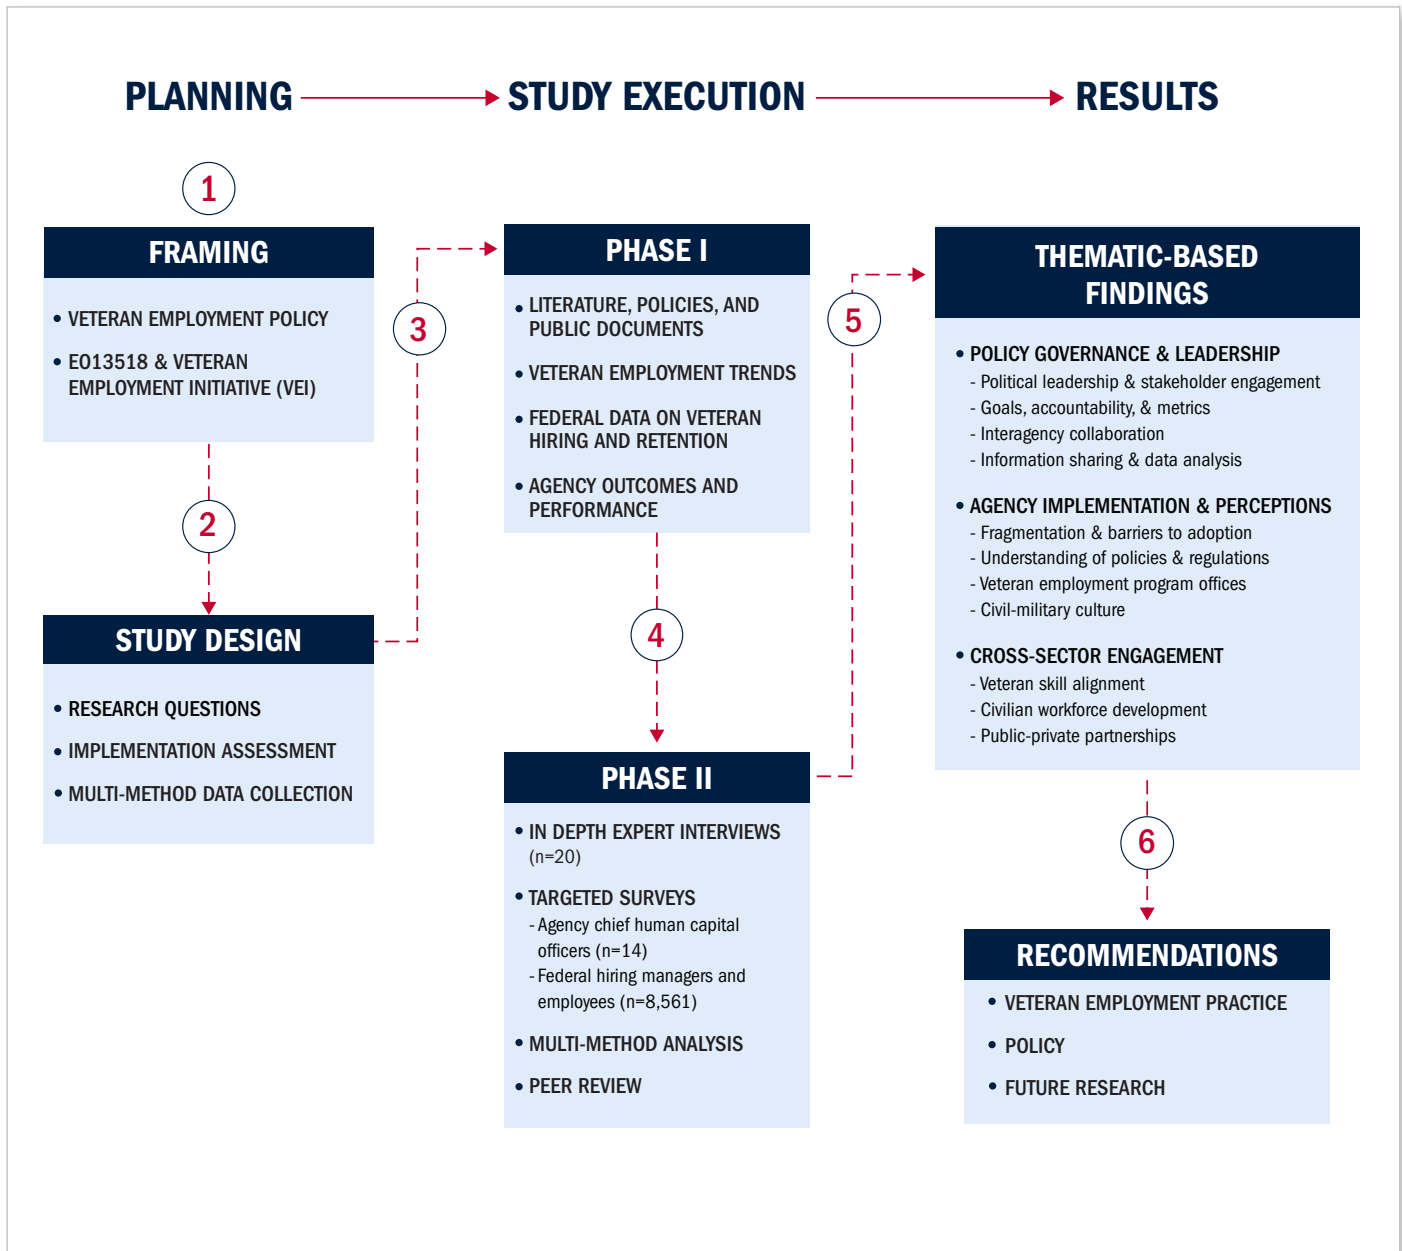 PLANNING
STUDY EXECUTION
RESULTS
1
FRAMING
• VETERAN EMPLOYMENT POLICY
• EO13518 & VETERAN
EMPLOYMENT INITIATIVE (VEI)
2
STUDY DESIGN
• RESEARCH QUESTIONS
• IMPLEMENTATION ASSESSMENT
• MULTI-METHOD DATA COLLECTION
3
PHASE I
• LITERATURE, POLICIES, AND
PUBLIC DOCUMENTS
• VETERAN EMPLOYMENT TRENDS
• FEDERAL DATA ON VETERAN
HIRING AND RETENTION
• AGENCY OUTCOMES AND
PERFORMANCE
4
PHASE II
• IN DEPTH EXPERT INTERVIEWS
(n=20)
• TARGETED SURVEYS
- Agency chief human capital
officers (n=14)
- Federal hiring managers and
employees (n=8,561)
• MULTI-METHOD ANALYSIS
• PEER REVIEW
5
THEMATIC-BASED
FINDINGS
• POLICY GOVERNANCE & LEADERSHIP
- Political leadership & stakeholder engagement
- Goals, accountability, & metrics
- Interagency collaboration
- Information sharing & data analysis
• AGENCY IMPLEMENTATION & PERCEPTIONS
- Fragmentation & barriers to adoption
- Understanding of policies & regulations
- Veteran employment program offices
- Civil-military culture
• CROSS-SECTOR ENGAGEMENT
- Veteran skill alignment
- Civilian workforce development
- Public-private partnerships
6
RECOMMENDATIONS
• VETERAN EMPLOYMENT PRACTICE
• POLICY
• FUTURE RESEARCH